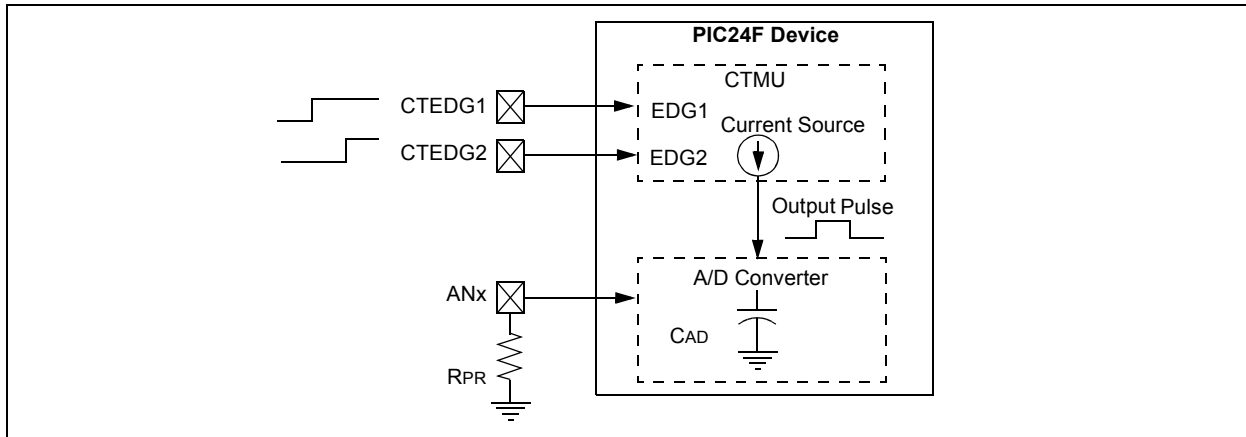 PIC24F Device
CTMU
CTEDG1
EDG1
Current Source
CTEDG2
EDG2
Output Pulse
A/D Converter
ANx
CAD
RPR